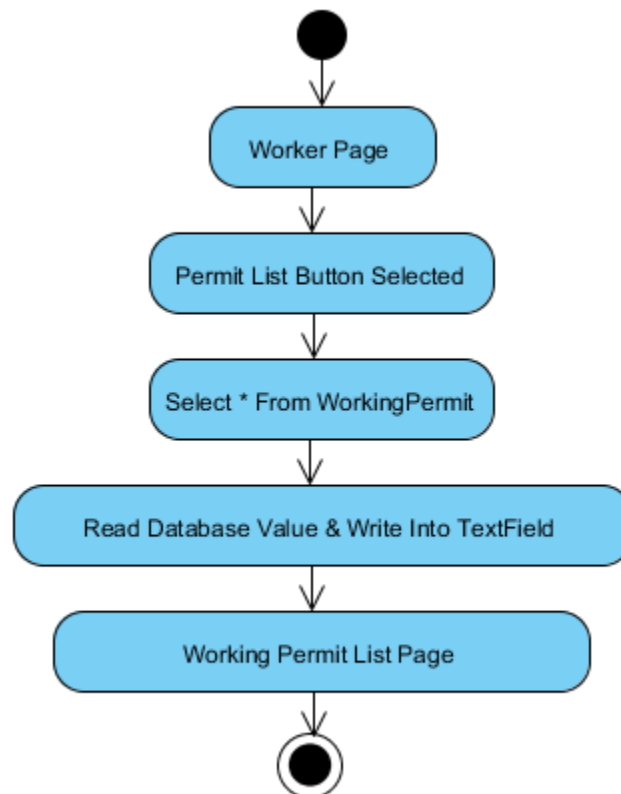 Worker Page
Permit List Button Selected
Select * From WorkingPermit
Read Database Value & Write Into TextField
Working Permit List Page